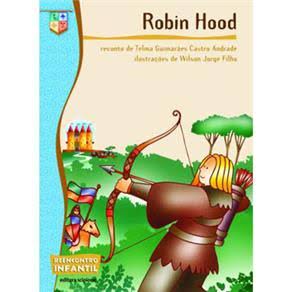 Robin Hood
reconto de Telma Guimarães Castro Andrade
ilustrações de Wilson Jorge Filho
REENCONTRO
INFANTIL
editora scipione